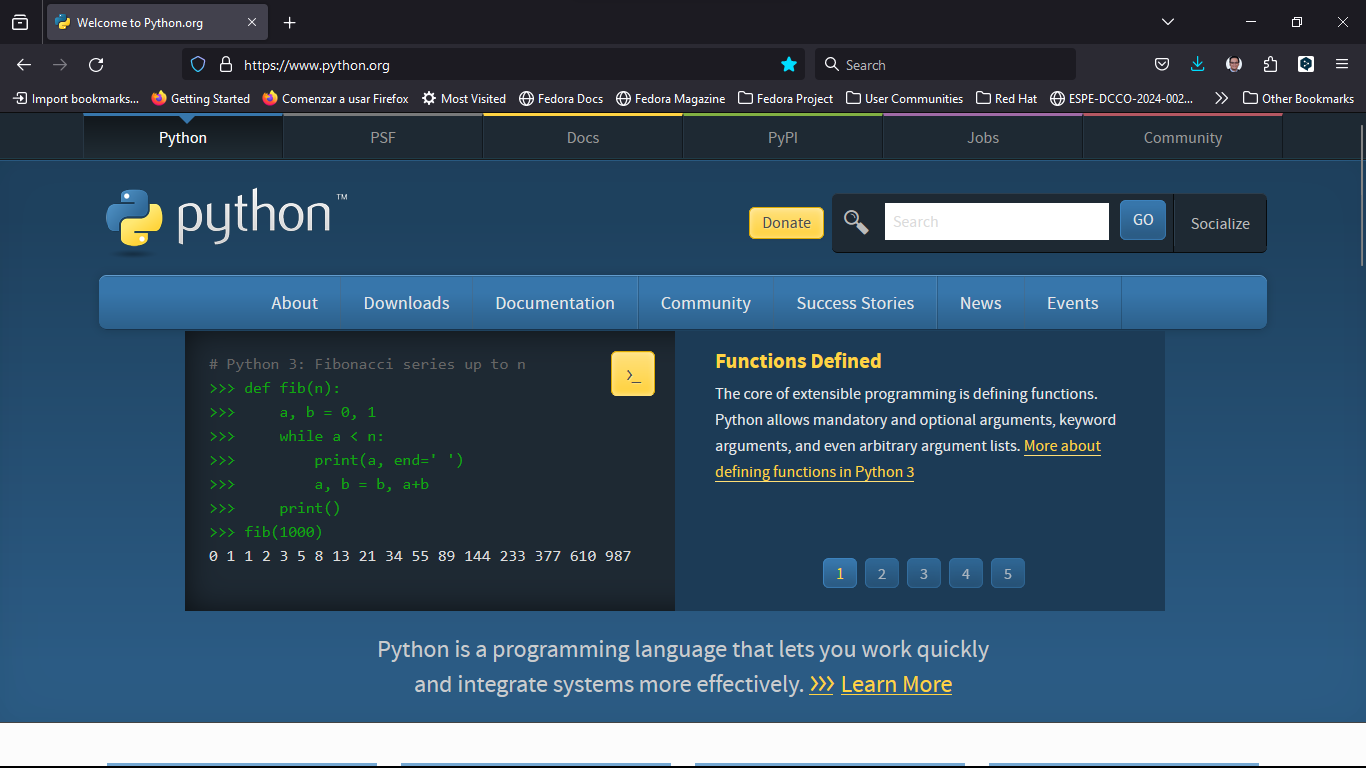 Welcome to Python.org
https://www.python.org
Search
Import bookmarks...
Getting Started
Comenzar a usar Firefox
Most Visited
Fedora Docs
Fedora Magazine
Fedora Project
User Communities
Red Hat
ESPE-DCCO-2024-002...
Other Bookmarks
Python
PSF
Docs
PyPI
Jobs
Community
python™
Donate
Search
GO
Socialize
About
Downloads
Documentation
Community
Success Stories
News
Events
# Python 3: Fibonacci series up to n
>>> def fib(n):
>>>     a, b = 0, 1
>>>     while a < n:
>>>         print(a, end=' ')
>>>         a, b = b, a+b
>>>     print()
>>> fib(1000)
0 1 1 2 3 5 8 13 21 34 55 89 144 233 377 610 987
>_
Functions Defined
The core of extensible programming is defining functions.
Python allows mandatory and optional arguments, keyword
arguments, and even arbitrary argument lists. More about
defining functions in Python 3
1
2
3
4
5
Python is a programming language that lets you work quickly
and integrate systems more effectively. >>> Learn More